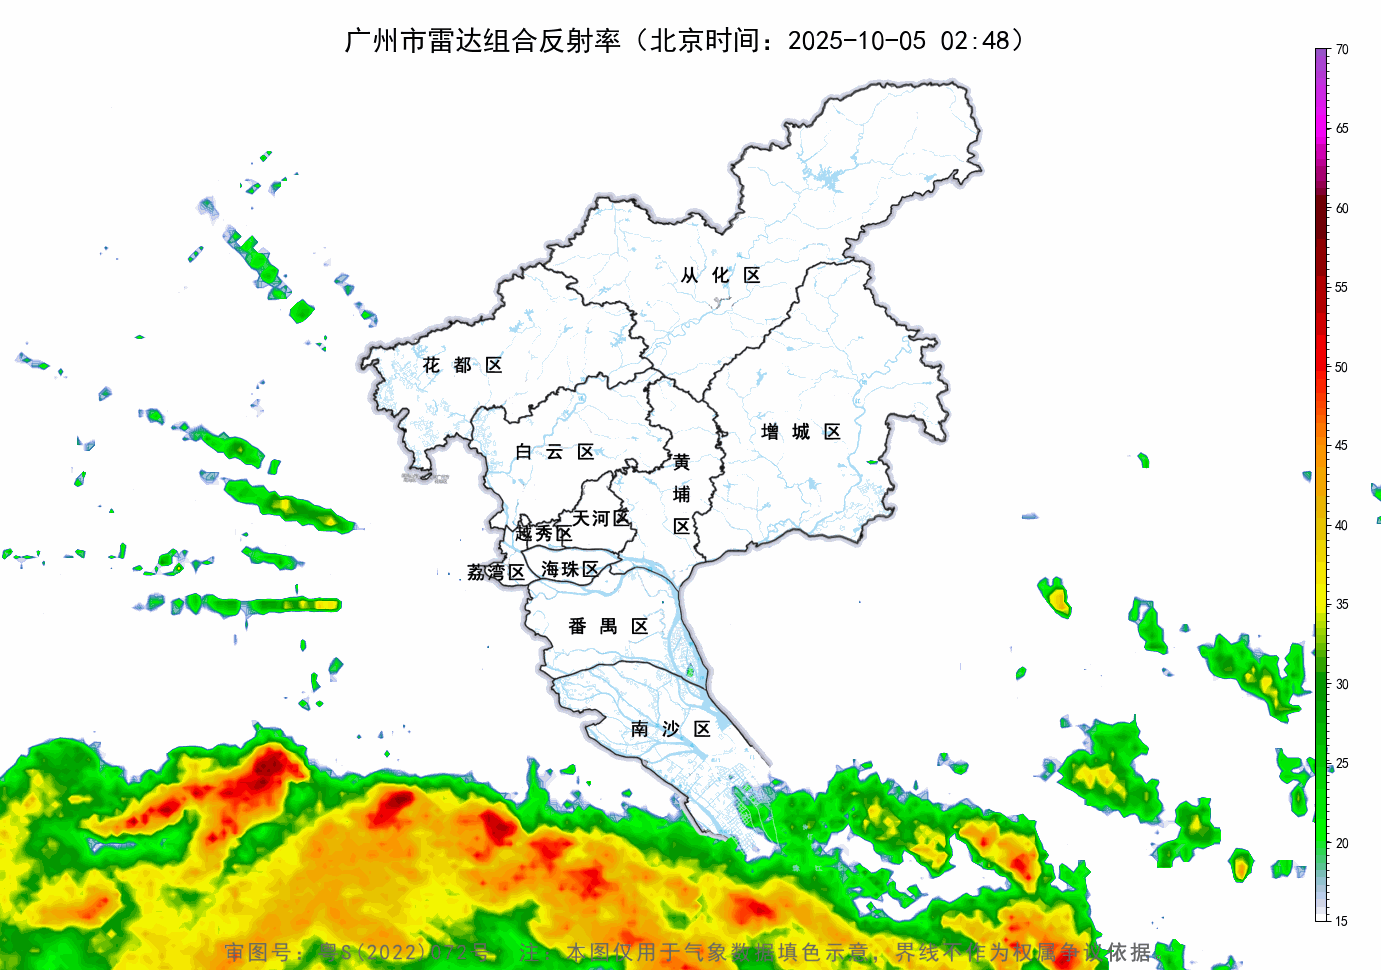 广州市雷达组合反射率（北京时间：2025-10-05 02:48）
70
65
60
55
50
45
40
35
30
25
20
15
从化区
花都区
增城区
白云区
黄埔区
天河区
越秀区
荔湾区
海珠区
番禺区
南沙区
审图号：粤S(2022)072号 注：本图仅用于气象数据填色示意，界线不作为权属争议依据